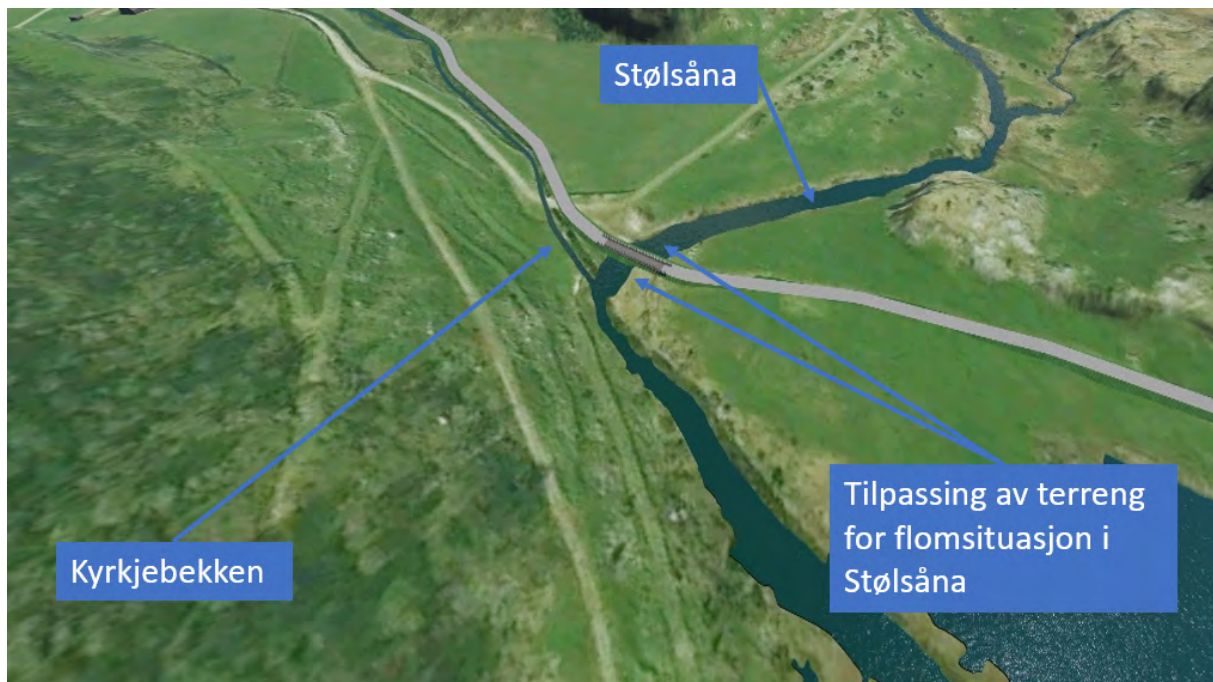 Stølsåna
Kyrkjebekken
Tilpassing av terreng
for flomsituasjon i
Stølsåna